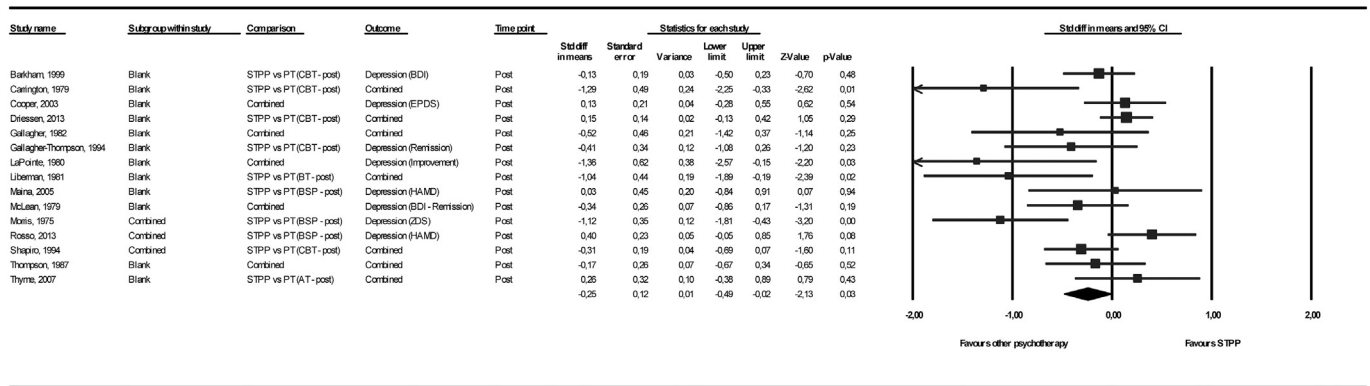 Study name Subgroup within study Comparison Outcome Time point Statistics for each study Std diff in means and 95% CI
Std diff in means Standard error Variance Lower limit Upper limit Z-Value p-Value
Barkham, 1999 Blank STPP vs PT (CBT - post) Depression (BDI) Post -0,13 0,19 0,03 -0,50 0,23 -0,70 0,48
Carrington, 1979 Blank STPP vs PT (CBT - post) Combined Post -1,29 0,49 0,24 -2,25 -0,33 -2,62 0,01
Cooper, 2003 Blank Combined Depression (EPDS) Post 0,13 0,21 0,04 -0,28 0,55 0,62 0,54
Driessen, 2013 Blank STPP vs PT (CBT - post) Combined Post 0,15 0,14 0,02 -0,13 0,42 1,05 0,29
Gallagher, 1982 Blank Combined Combined Post -0,52 0,46 0,21 -1,42 0,37 -1,14 0,25
Gallagher-Thompson, 1994 Blank STPP vs PT (CBT - post) Depression (Remission) Post -0,41 0,34 0,12 -1,08 0,26 -1,20 0,23
LaPointe, 1980 Blank Combined Depression (Improvement) Post -1,36 0,62 0,38 -2,57 -0,15 -2,20 0,03
Liberman, 1981 Blank STPP vs PT (BT - post) Combined Post -1,04 0,44 0,19 -1,89 -0,19 -2,39 0,02
Maina, 2005 Blank STPP vs PT (BSP - post) Depression (HAMD) Post 0,03 0,45 0,20 -0,84 0,91 0,07 0,94
McLean, 1979 Blank Combined Depression (BDI - Remission) Post -0,34 0,26 0,07 -0,86 0,17 -1,31 0,19
Morris, 1975 Combined STPP vs PT (BSP - post) Depression (ZDS) Post -1,12 0,35 0,12 -1,81 -0,43 -3,20 0,00
Rosso, 2013 Combined STPP vs PT (BSP - post) Depression (HAMD) Post 0,40 0,23 0,05 -0,05 0,85 1,76 0,08
Shapiro, 1994 Combined STPP vs PT (CBT - post) Combined Post -0,31 0,19 0,04 -0,69 0,07 -1,60 0,11
Thompson, 1987 Blank Combined Combined Post -0,17 0,26 0,07 -0,67 0,34 -0,65 0,52
Thyme, 2007 Blank STPP vs PT (AT - post) Combined Post 0,26 0,32 0,10 -0,38 0,89 0,79 0,43
-0,25 0,12 0,01 -0,49 -0,02 -2,13 0,03
-2,00 -1,00 0,00 1,00 2,00
Favours other psychotherapy Favours STPP